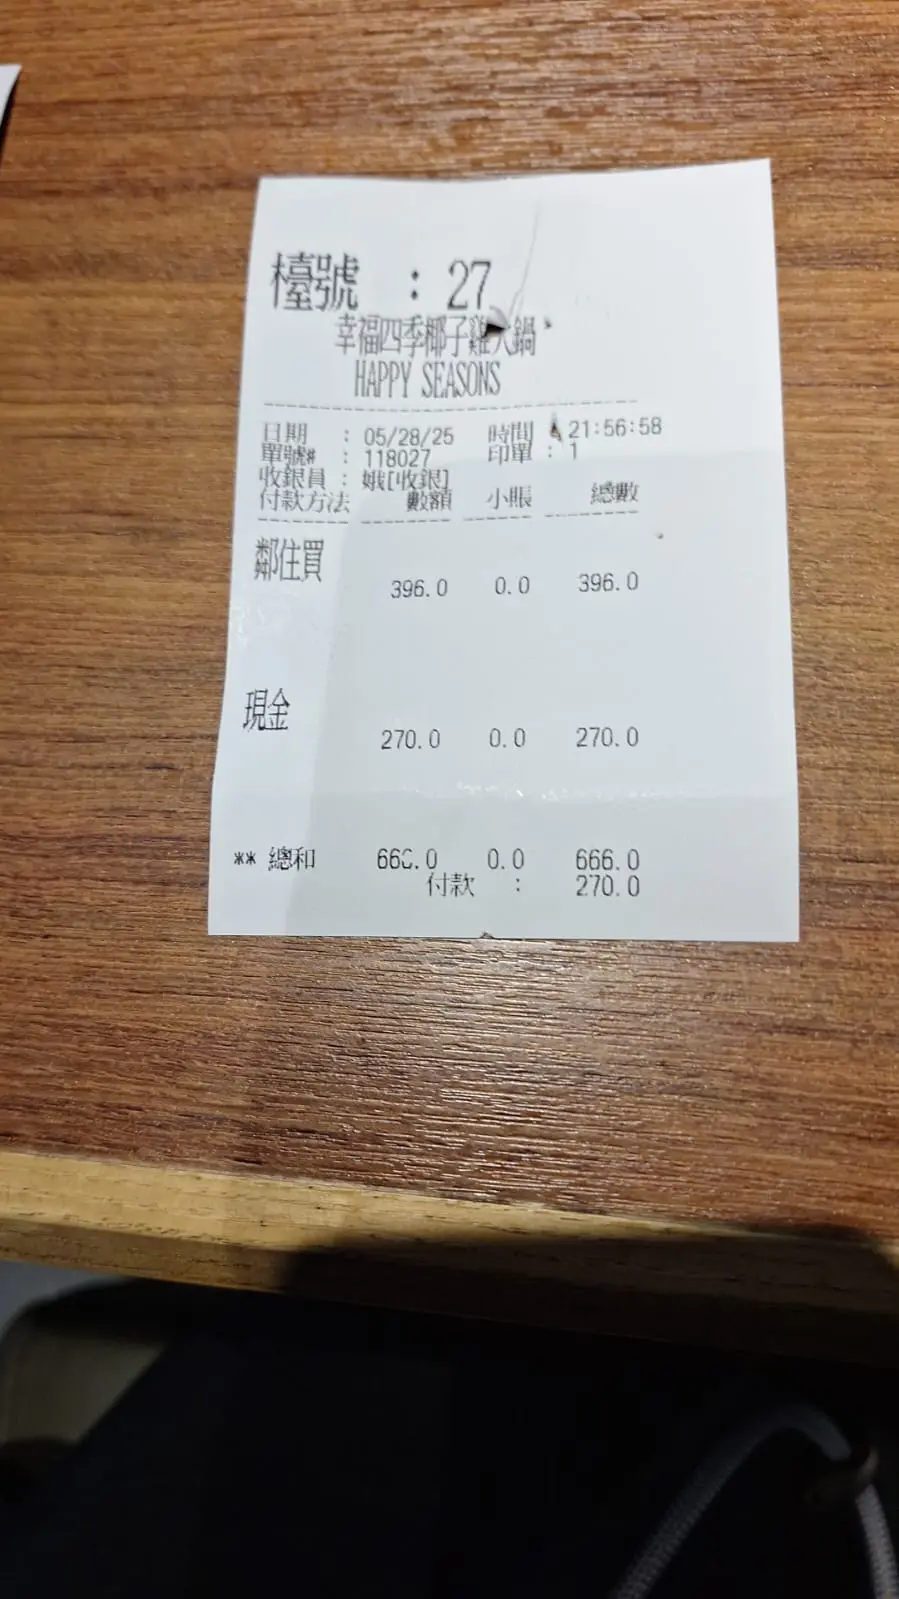 檯號 : 27
幸福四季椰子雞火鍋
HAPPY SEASONS
日期 : 05/28/25 時間 : 21:56:58
單號# : 118027 印單 : 1
收銀員 : 娥[收銀]
付款方法 數額 小賬 總數
鄰住買
396.0 0.0 396.0
現金
270.0 0.0 270.0
** 總和 666.0 0.0 666.0
付款 : 270.0